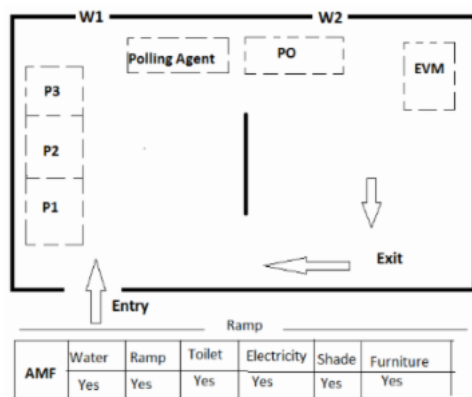 W1 W2
Polling Agent PO EVM
P3
P2
P1
Exit
Entry
Ramp
AMF Water Ramp Toilet Electricity Shade Furniture
Yes Yes Yes Yes Yes Yes